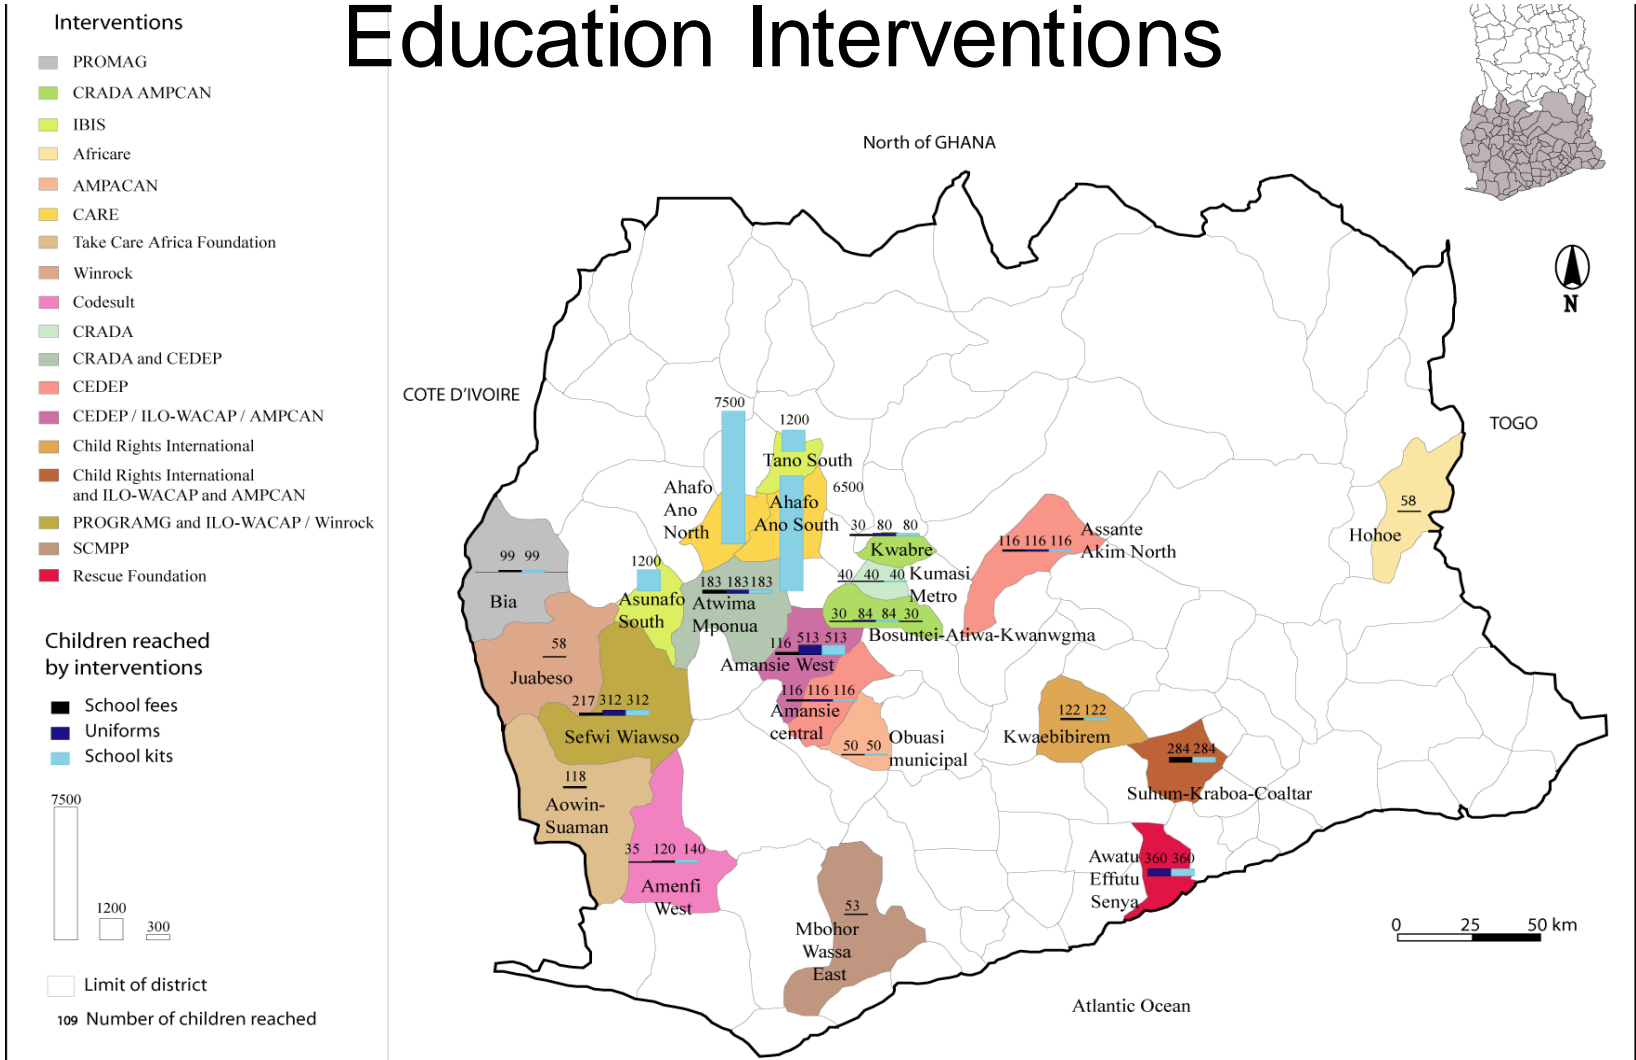 Education Interventions
Interventions
PROMAG
CRADA AMPCAN
IBIS
Africare
AMPACAN
CARE
Take Care Africa Foundation
Winrock
Codesult
CRADA
CRADA and CEDEP
CEDEP
CEDEP / ILO-WACAP / AMPCAN
Child Rights International
Child Rights International
and ILO-WACAP and AMPCAN
PROGRAMG and ILO-WACAP / Winrock
SCMPP
Rescue Foundation
Children reached
by interventions
School fees
Uniforms
School kits
7500
1200
300
Limit of district
109 Number of children reached
North of GHANA
COTE D'IVOIRE
TOGO
N
7500
1200
Tano South
Ahafo
Ano
North
6500
Ahafo
Ano South
30 80 80
Kwabre
116 116 116
Assante
Akim North
58
Hohoe
99 99
Bia
1200
Asunafo
South
183 183 183
Atwima
Mponua
40 40 40
Kumasi
Metro
30 84 84 30
Bosuntei-Atiwa-Kwanwgma
58
Juabeso
116 513 513
Amansie West
217 312 312
Sefwi Wiawso
116 116 116
Amansie
central
50 50
Obuasi
municipal
122 122
Kwaebibirem
284 284
Suhum-Kraboa-Coaltar
118
Aowin-
Suaman
35 120 140
Amenfi
West
53
Mbohor
Wassa
East
360 360
Awatu
Effutu
Senya
0 25 50 km
Atlantic Ocean